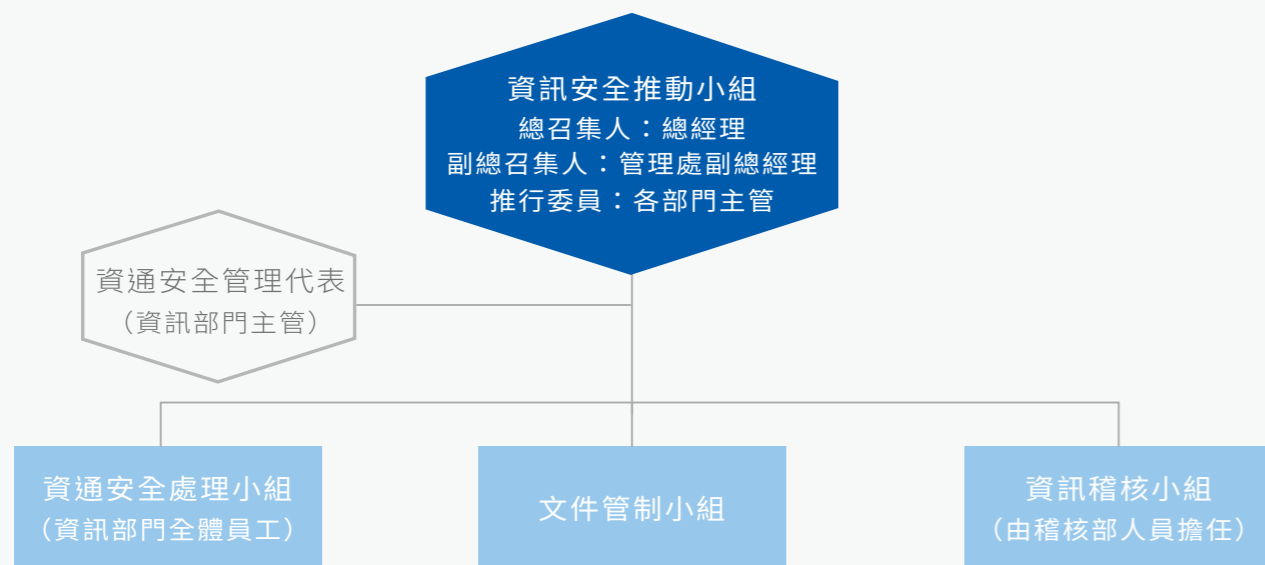 資訊安全推動小組
總召集人：總經理
副總召集人：管理處副總經理
推行委員：各部門主管
資通安全管理代表
（資訊部門主管）
資通安全處理小組
（資訊部門全體員工）
文件管制小組
資訊稽核小組
（由稽核部人員擔任）